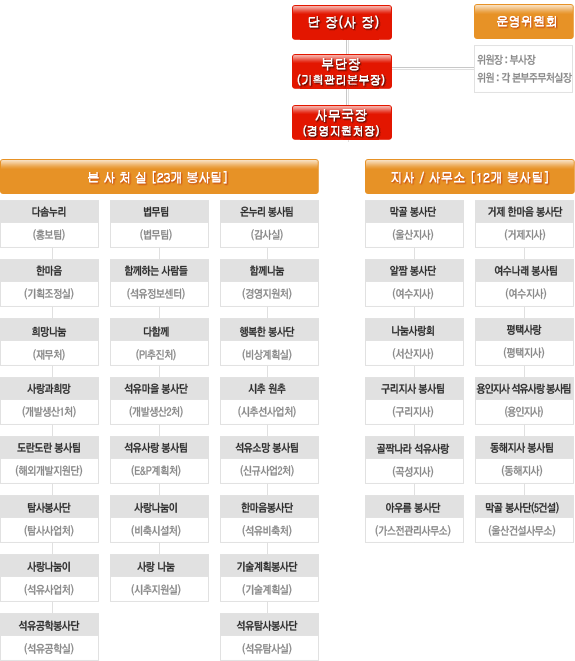 단 장(사 장)
운영위원회
위원장 : 부사장
위원 : 각 본부주무처실장
부단장
(기획관리본부장)
사무국장
(경영지원처장)
본 사 처 실 [23개 봉사팀]
지사 / 사무소 [12개 봉사팀]
다솜누리
(홍보팀)
법무팀
(법무팀)
온누리 봉사팀
(감사실)
막골 봉사단
(울산지사)
거제 한마음 봉사단
(거제지사)
한마음
(기획조정실)
함께하는 사람들
(석유정보센터)
함께나눔
(경영지원처)
알짬 봉사단
(여수지사)
여수나래 봉사팀
(여수지사)
희망나눔
(재무처)
다함께
(PI추진처)
행복한 봉사단
(비상계획실)
나눔사랑회
(서산지사)
평택사랑
(평택지사)
사랑과희망
(개발생산1처)
석유마을 봉사단
(개발생산2처)
시추 원추
(시추선사업처)
구리지사 봉사팀
(구리지사)
용인지사 석유사랑 봉사팀
(용인지사)
도란도란 봉사팀
(해외개발지원단)
석유사랑 봉사팀
(E&P계획처)
석유소망 봉사팀
(신규사업2처)
골짝나라 석유사랑
(곡성지사)
동해지사 봉사팀
(동해지사)
탐사봉사단
(탐사사업처)
사랑나눔이
(비축시설처)
한마음봉사단
(석유비축처)
아우름 봉사단
(가스전관리사무소)
막골 봉사단(5건설)
(울산건설사무소)
사랑나눔이
(석유사업처)
사랑 나눔
(시추지원실)
기술계획봉사단
(기술계획실)
석유공학봉사단
(석유공학실)
석유탐사봉사단
(석유탐사실)